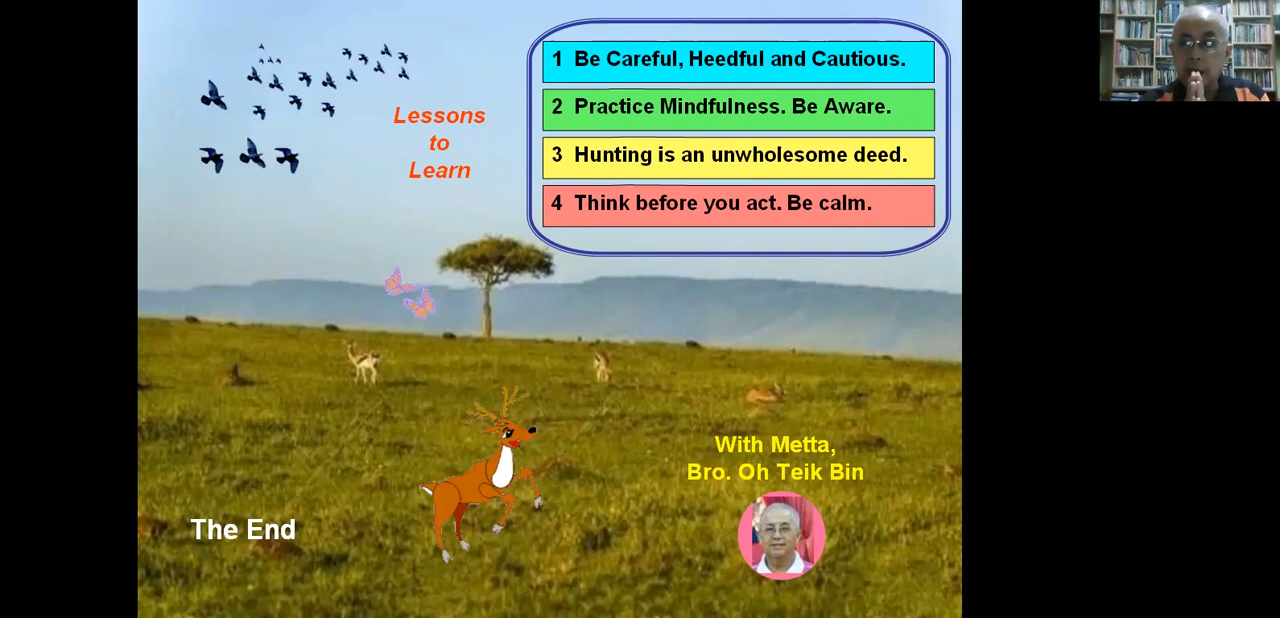 Lessons
to
Learn
1 Be Careful, Heedful and Cautious.
2 Practice Mindfulness. Be Aware.
3 Hunting is an unwholesome deed.
4 Think before you act. Be calm.
With Metta,
Bro. Oh Teik Bin
The End